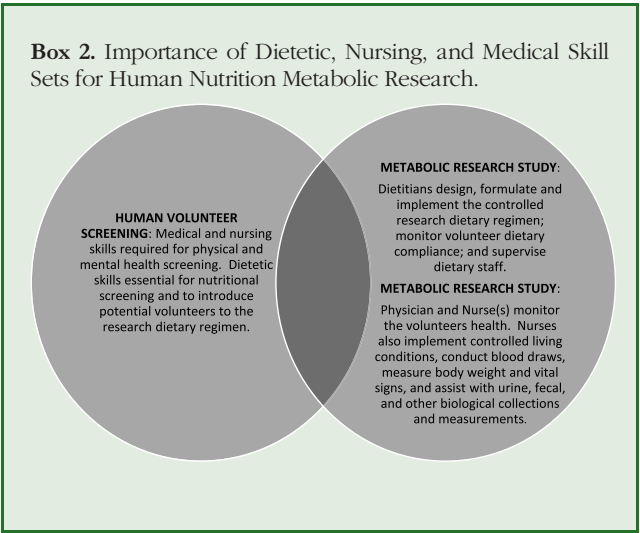 Box 2. Importance of Dietetic, Nursing, and Medical Skill
Sets for Human Nutrition Metabolic Research.
HUMAN VOLUNTEER
SCREENING: Medical and nursing
skills required for physical and
mental health screening. Dietetic
skills essential for nutritional
screening and to introduce
potential volunteers to the
research dietary regimen.
METABOLIC RESEARCH STUDY:
Dietitians design, formulate and
implement the controlled
research dietary regimen;
monitor volunteer dietary
compliance; and supervise
dietary staff.
METABOLIC RESEARCH STUDY:
Physician and Nurse(s) monitor
the volunteers health. Nurses
also implement controlled living
conditions, conduct blood draws,
measure body weight and vital
signs, and assist with urine, fecal,
and other biological collections
and measurements.